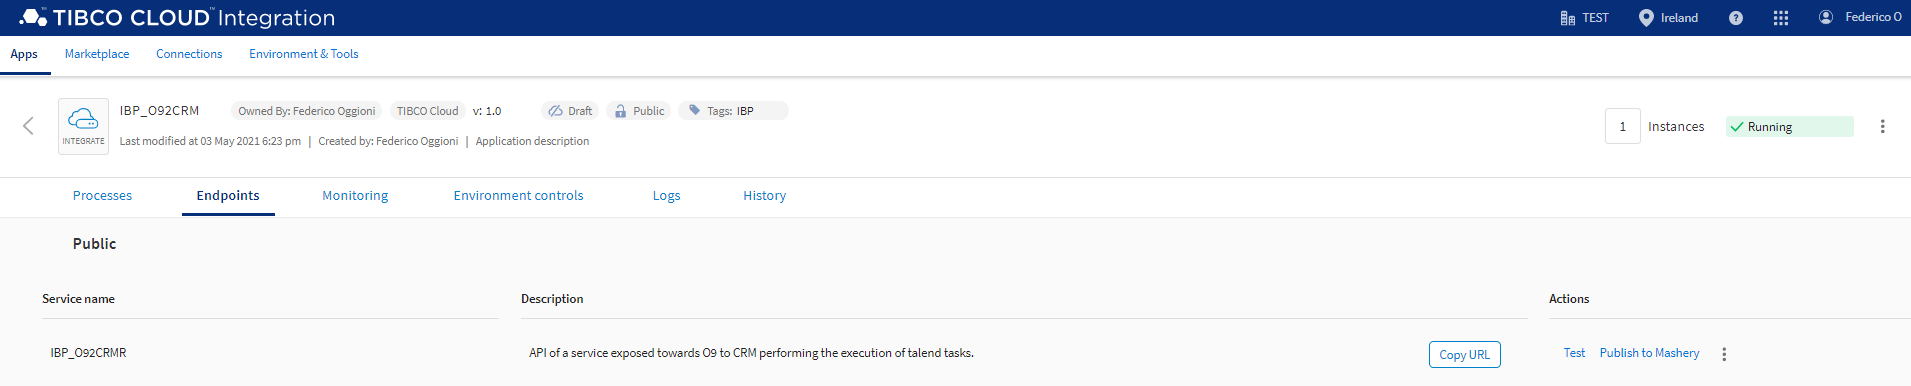 TIBCO CLOUD™ Integration TEST Ireland ? Federico O
Apps Marketplace Connections Environment & Tools
IBP_O92CRM Owned By: Federico Oggioni TIBCO Cloud v: 1.0 Draft Public Tags: IBP
INTEGRATE
Last modified at 03 May 2021 6:23 pm | Created by: Federico Oggioni | Application description
1 Instances Running
Processes Endpoints Monitoring Environment controls Logs History
Public
Service name Description Actions
IBP_O92CRMR API of a service exposed towards O9 to CRM performing the execution of talend tasks. Copy URL Test Publish to Mashery